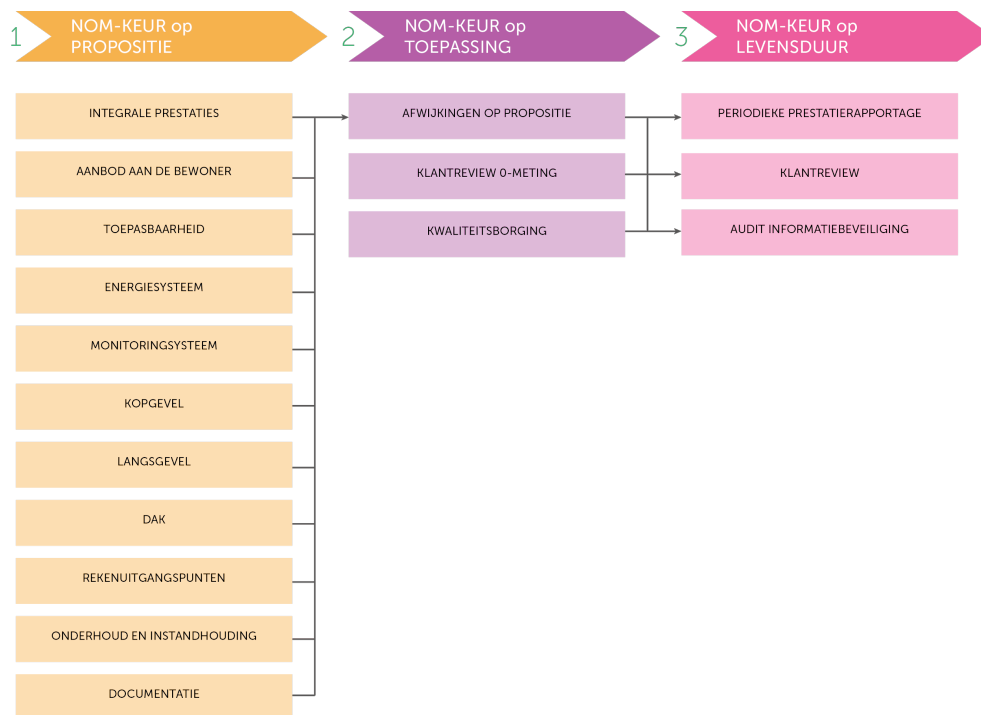 1
NOM-KEUR op
PROPOSITIE
2
NOM-KEUR op
TOEPASSING
3
NOM-KEUR op
LEVENSDUUR
INTEGRALE PRESTATIES
AANBOD AAN DE BEWONER
TOEPASBAARHEID
ENERGIESYSTEEM
MONITORINGSYSTEEM
KOPGEVEL
LANGSGEVEL
DAK
REKENUITGANGSPUNTEN
ONDERHOUD EN INSTANDHOUDING
DOCUMENTATIE
AFWIJKINGEN OP PROPOSITIE
KLANTREVIEW 0-METING
KWALITEITSBORGING
PERIODIEKE PRESTATIERAPPORTAGE
KLANTREVIEW
AUDIT INFORMATIEBEVEILIGING